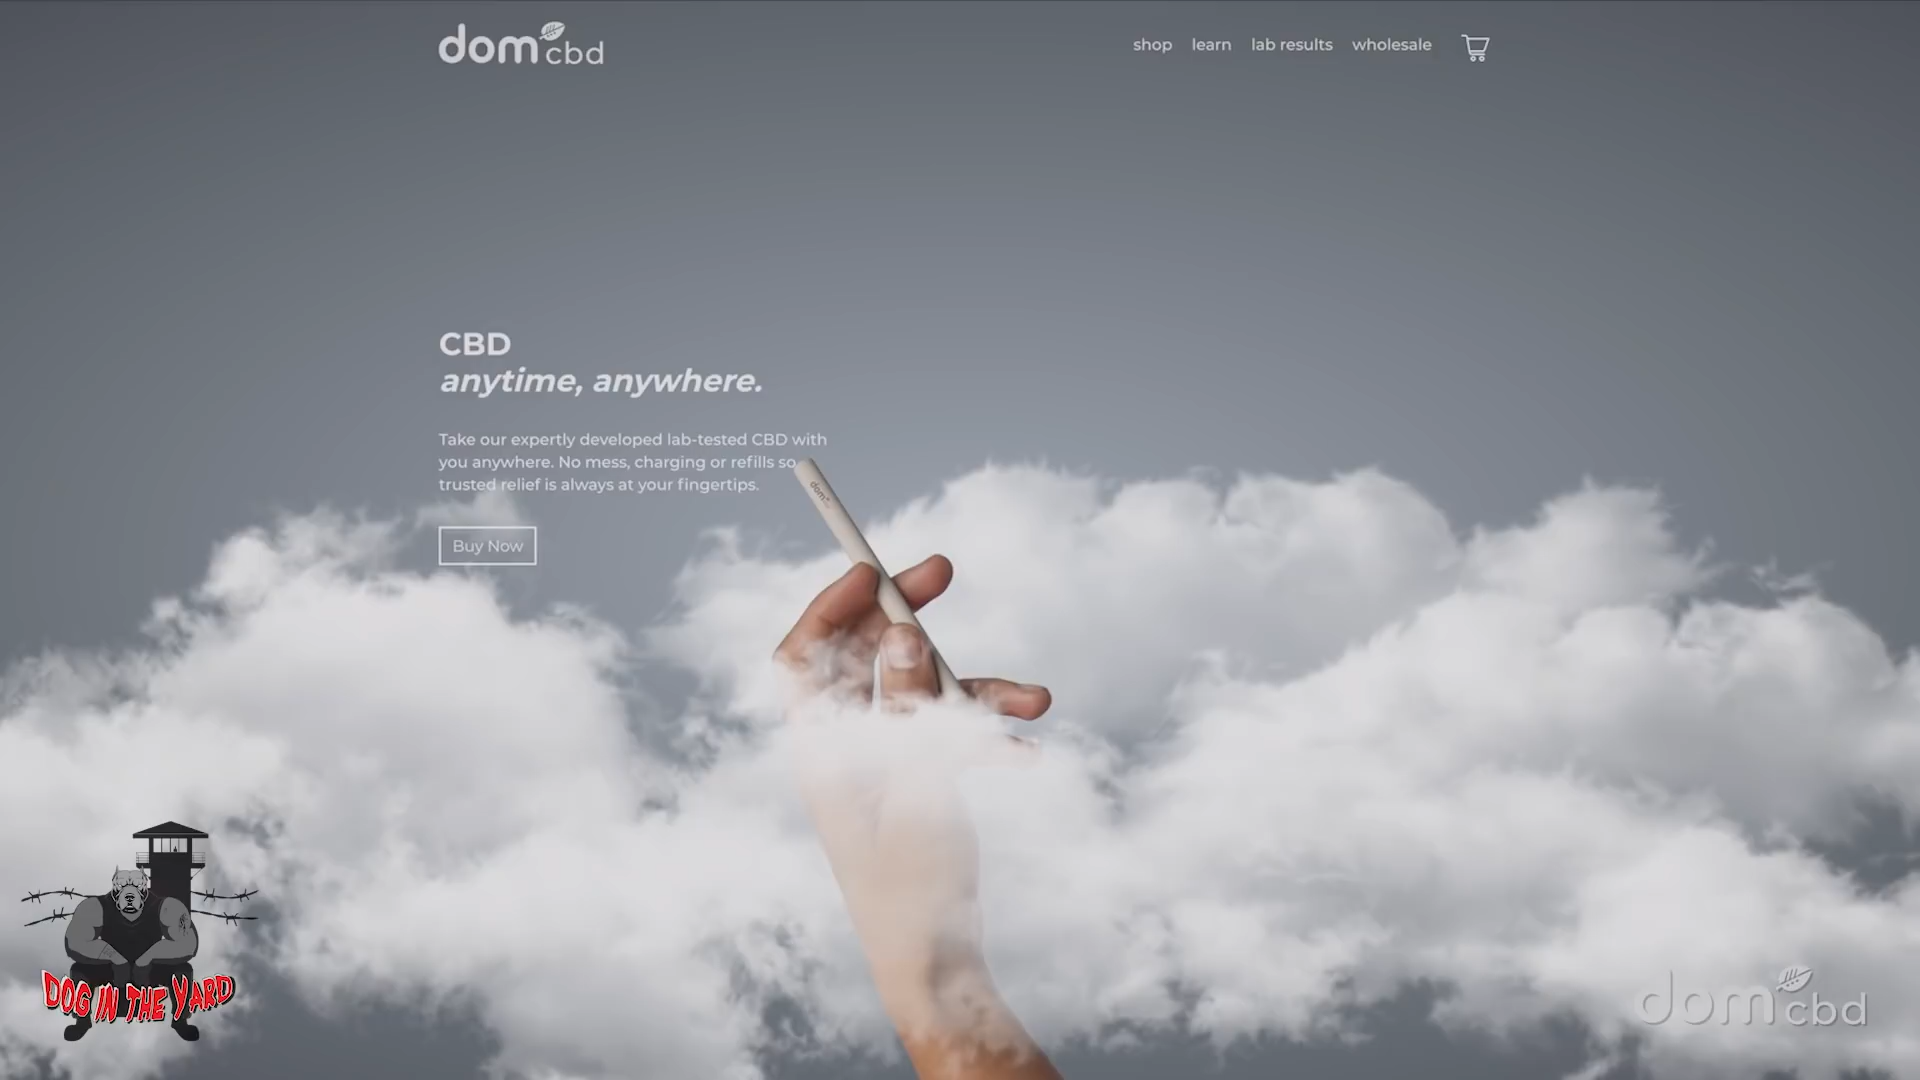 dom cbd
shop learn lab results wholesale
CBD
anytime, anywhere.
Take our expertly developed lab-tested CBD with
you anywhere. No mess, charging or refills so
trusted relief is always at your fingertips.
dom
Buy Now
DOG IN THE YARD
dom cbd